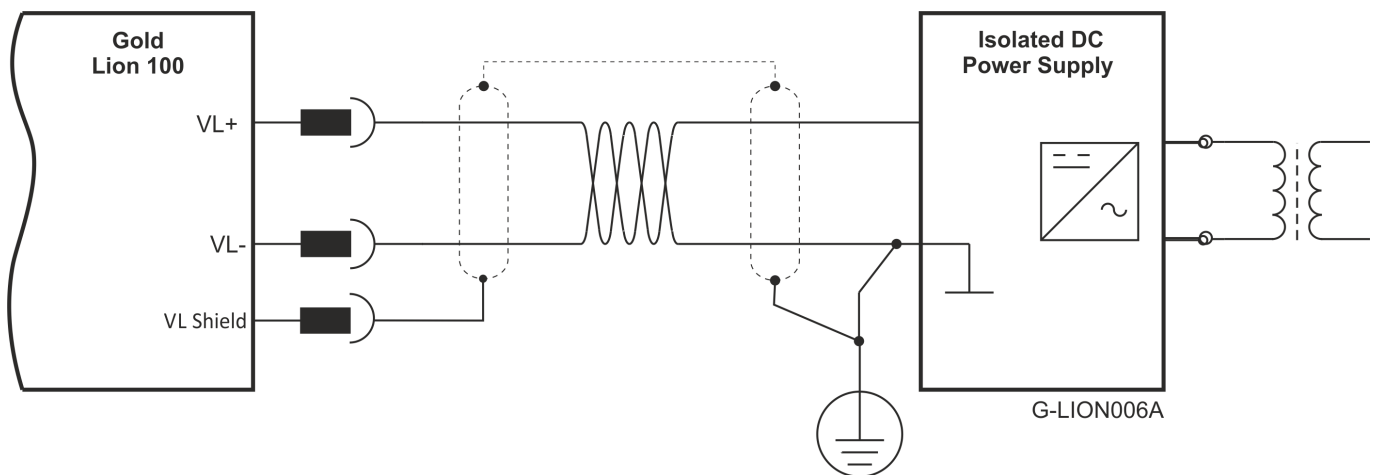 Gold
Lion 100
Isolated DC
Power Supply
VL+
VL-
VL Shield
G-LION006A